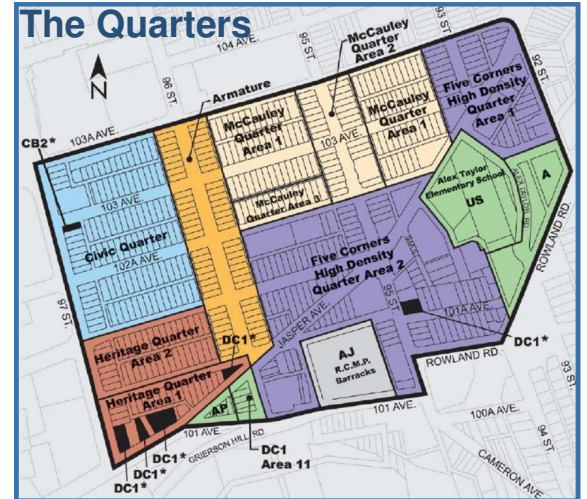 The Quarters
N
104 AVE.
95 ST.
McCauley
Quarter
Area 2
93 ST.
92 ST.
96 ST.
Armature
103A AVE.
CB2*
McCauley
Quarter
Area 1
103A AVE.
McCauley
Quarter
Area 1
Five Corners
High Density
Quarter
Area 1
McCauley
Quarter Area 3
Alex Taylor
Elementary School
US
ALEX TAYLOR RD.
A
ROWLAND RD.
103 AVE.
Civic Quarter
102A AVE.
97 ST.
Five Corners
High Density
Quarter Area 2
95 ST.
101A AVE.
JASPER AVE
DC1*
Heritage Quarter
Area 2
DC1*
ROWLAND RD.
AJ
R.C.M.P.
Barracks
Heritage Quarter
Area 1
AP
101 AVE.
101 AVE.
100A AVE.
93 ST.
94 ST.
GRIERSON HILL RD.
DC1
Area 11
DC1*
DC1*
DC1*
CAMERON AVE.